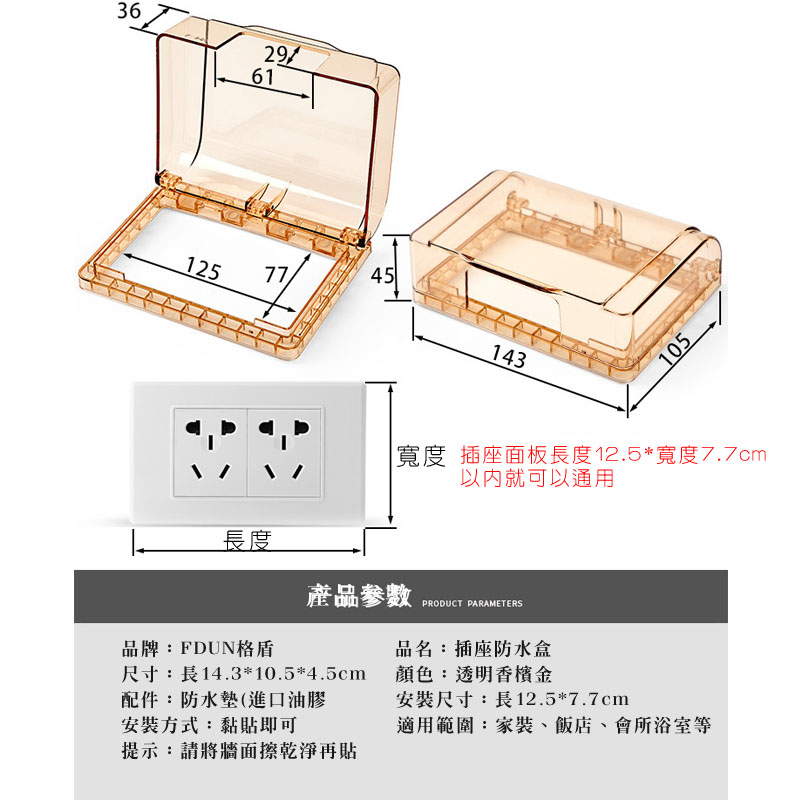 36
29
61
125
77
45
143
105
寬度
插座面板長度12.5*寬度7.7cm
以内就可以通用
長度
產品參數 PRODUCT PARAMETERS
品牌：FDUN格盾
品名：插座防水盒
尺寸：長14.3*10.5*4.5cm
顏色：透明香檳金
配件：防水墊(進口油膠
安裝尺寸：長12.5*7.7cm
安裝方式：黏貼即可
適用範圍：家裝、飯店、會所浴室等
提示：請將牆面擦乾淨再貼